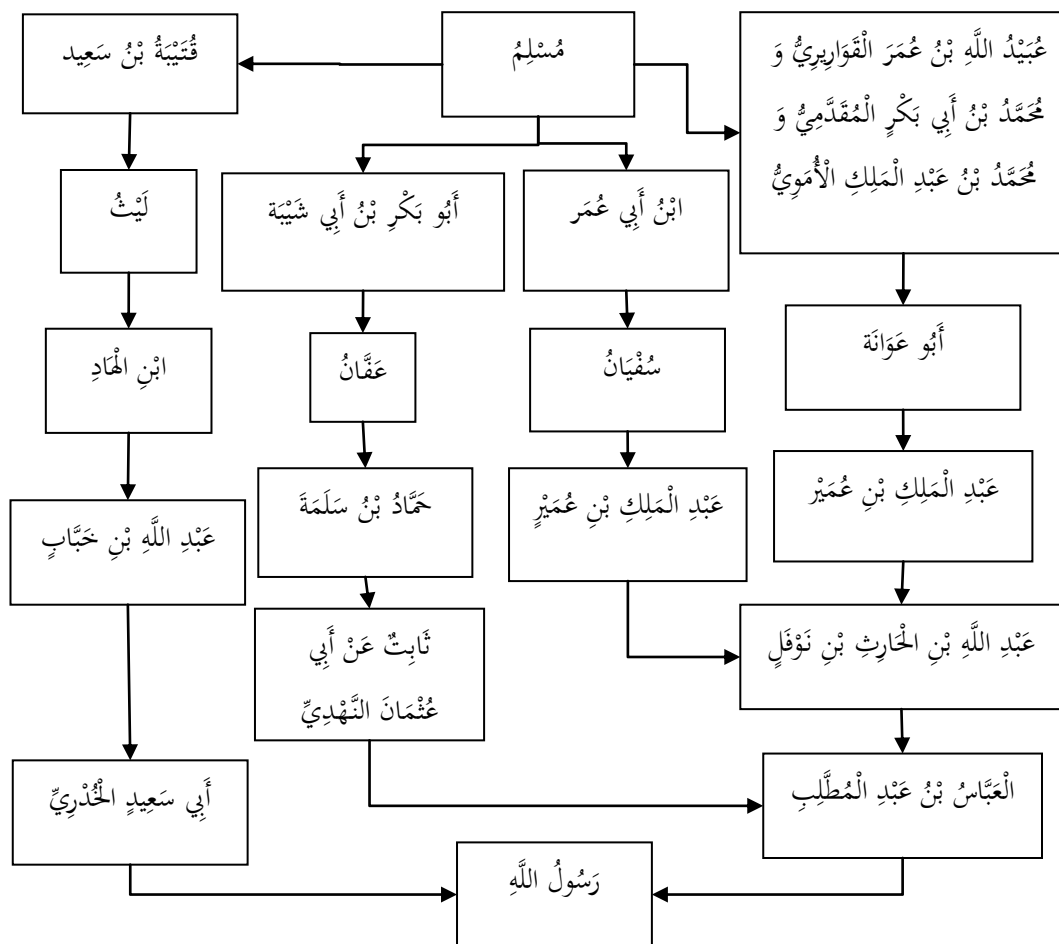 عُبَيْدُ اللَّهِ بْنُ عُمَرَ الْقَوَارِيرِيُّ وَ
مُحَمَّدُ بْنُ أَبِي بَكْرٍ الْمُقَدَّمِيُّ وَ
مُحَمَّدُ بْنُ عَبْدِ الْمَلِكِ الْأُمَوِيُّ
مُسْلِمُ
قُتَيْبَةُ بْنُ سَعِيد
ابْنُ أَبِي عُمَر
أَبُو بَكْرِ بْنُ أَبِي شَيْبَة
لَيْثُ
أَبُو عَوَانَة
سُفْيَانُ
عَفَّانُ
ابْنِ الْهَادِ
عَبْدِ الْمَلِكِ بْنِ عُمَيْر
عَبْدِ الْمَلِكِ بْنِ عُمَيْرٍ
حَمَّادُ بْنُ سَلَمَةَ
عَبْدِ اللَّهِ بْنِ خَبَّابٍ
عَبْدِ اللَّهِ بْنِ الْحَارِثِ بْنِ نَوْفَلٍ
ثَابِتٌ عَنْ أَبِي
عُثْمَانَ النَّهْدِيِّ
الْعَبَّاسُ بْنُ عَبْدِ الْمُطَّلِبِ
أَبِي سَعِيدٍ الْخُدْرِيِّ
رَسُولُ اللَّهِ